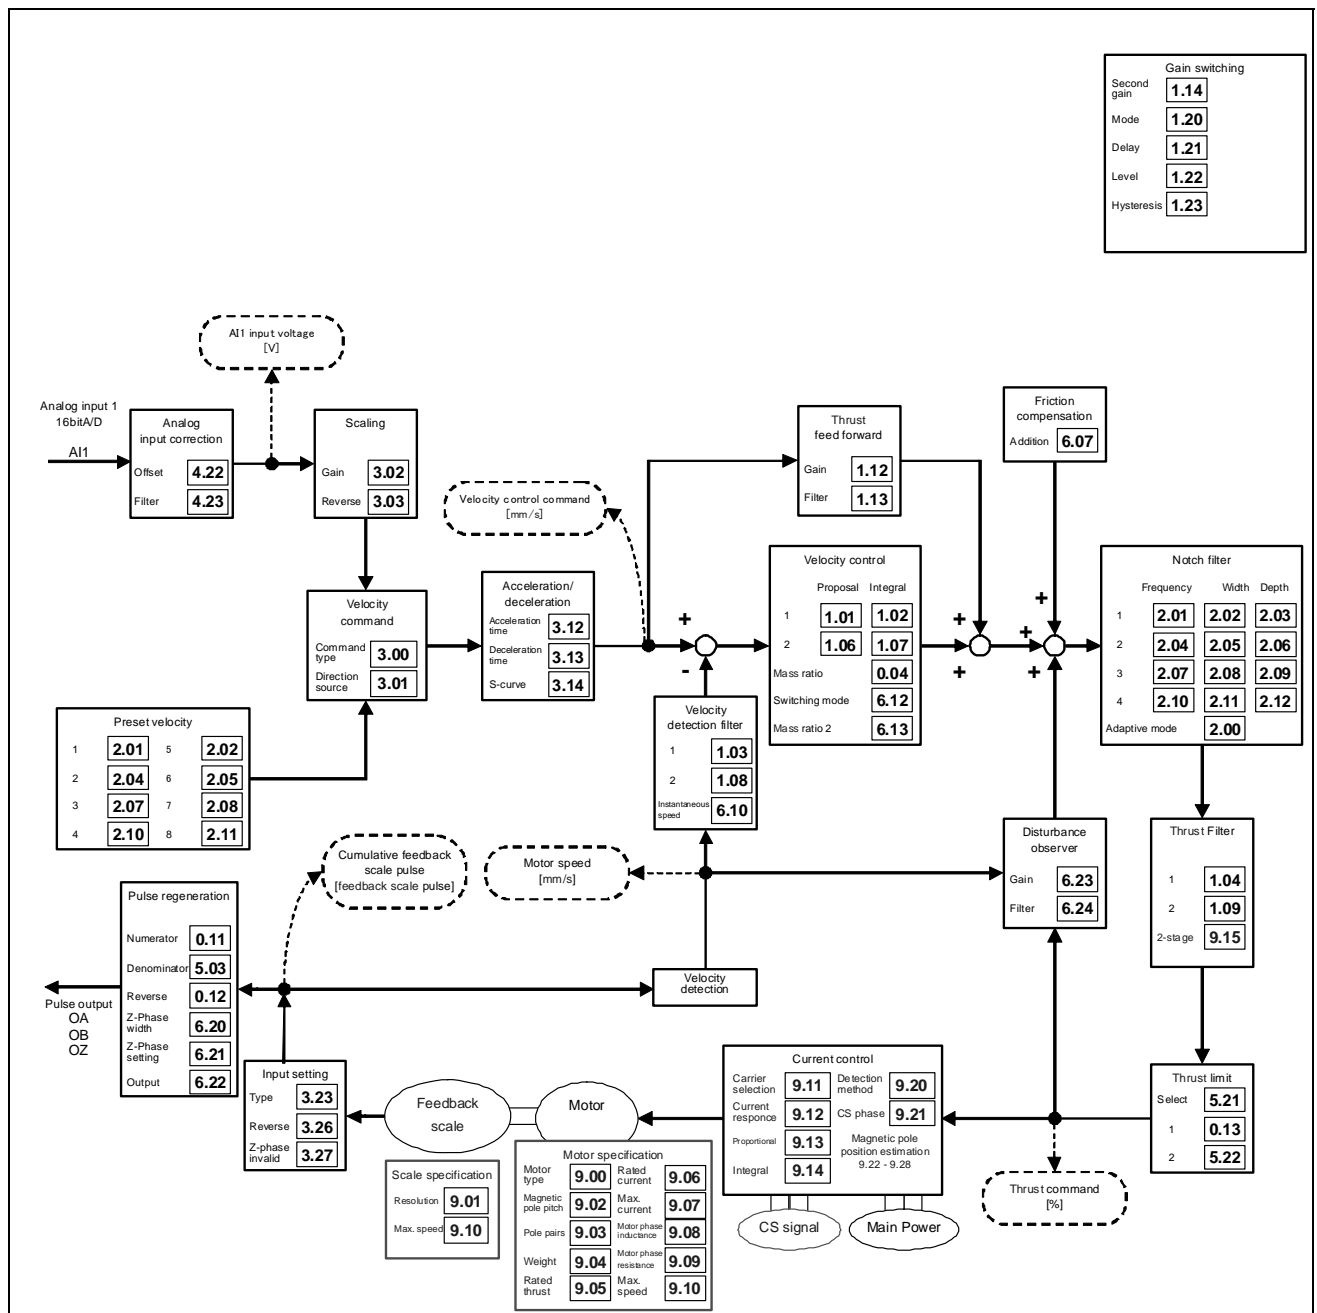 Gain switching
Second gain 1.14
Mode 1.20
Delay 1.21
Level 1.22
Hysteresis 1.23
AI1 input voltage
[V]
Analog input 1
16bitA/D
AI1
Analog
input correction
Offset 4.22
Filter 4.23
Scaling
Gain 3.02
Reverse 3.03
Velocity control command
[mm/s]
Thrust
feed forward
Gain 1.12
Filter 1.13
Friction
compensation
Addition 6.07
Velocity
command
Command type 3.00
Direction source 3.01
Acceleration/
deceleration
Acceleration time 3.12
Deceleration time 3.13
S-curve 3.14
+
-
Velocity control
Proposal Integral
1 1.01 1.02
2 1.06 1.07
Mass ratio 0.04
Switching mode 6.12
Mass ratio 2 6.13
+
+
+
+
+
Notch filter
Frequency Width Depth
1 2.01 2.02 2.03
2 2.04 2.05 2.06
3 2.07 2.08 2.09
4 2.10 2.11 2.12
Adaptive mode 2.00
Preset velocity
1 2.01 5 2.02
2 2.04 6 2.05
3 2.07 7 2.08
4 2.10 8 2.11
Velocity
detection filter
1 1.03
2 1.08
Instantaneous speed 6.10
Cumulative feedback
scale pulse
[feedback scale pulse]
Motor speed
[mm/s]
Disturbance
observer
Gain 6.23
Filter 6.24
Thrust Filter
1 1.04
2 1.09
2-stage 9.15
Pulse regeneration
Numerator 0.11
Denominator 5.03
Reverse 0.12
Z-Phase width 6.20
Z-Phase setting 6.21
Output 6.22
Pulse output
OA
OB
OZ
Velocity
detection
Input setting
Type 3.23
Reverse 3.26
Z-phase invalid 3.27
Feedback
scale
Motor
Current control
Carrier selection 9.11 Detection method 9.20
Current responce 9.12 CS phase 9.21
Proportional 9.13
Integral 9.14
Magnetic pole
position estimation
9.22 - 9.28
Thrust limit
Select 5.21
1 0.13
2 5.22
Scale specification
Resolution 9.01
Max. speed 9.10
Motor specification
Motor type 9.00 Rated current 9.06
Magnetic pole pitch 9.02 Max. current 9.07
Pole pairs 9.03 Motor phase inductance 9.08
Weight 9.04 Motor phase resistance 9.09
Rated thrust 9.05 Max. speed 9.10
CS signal
Main Power
Thrust command
[%]